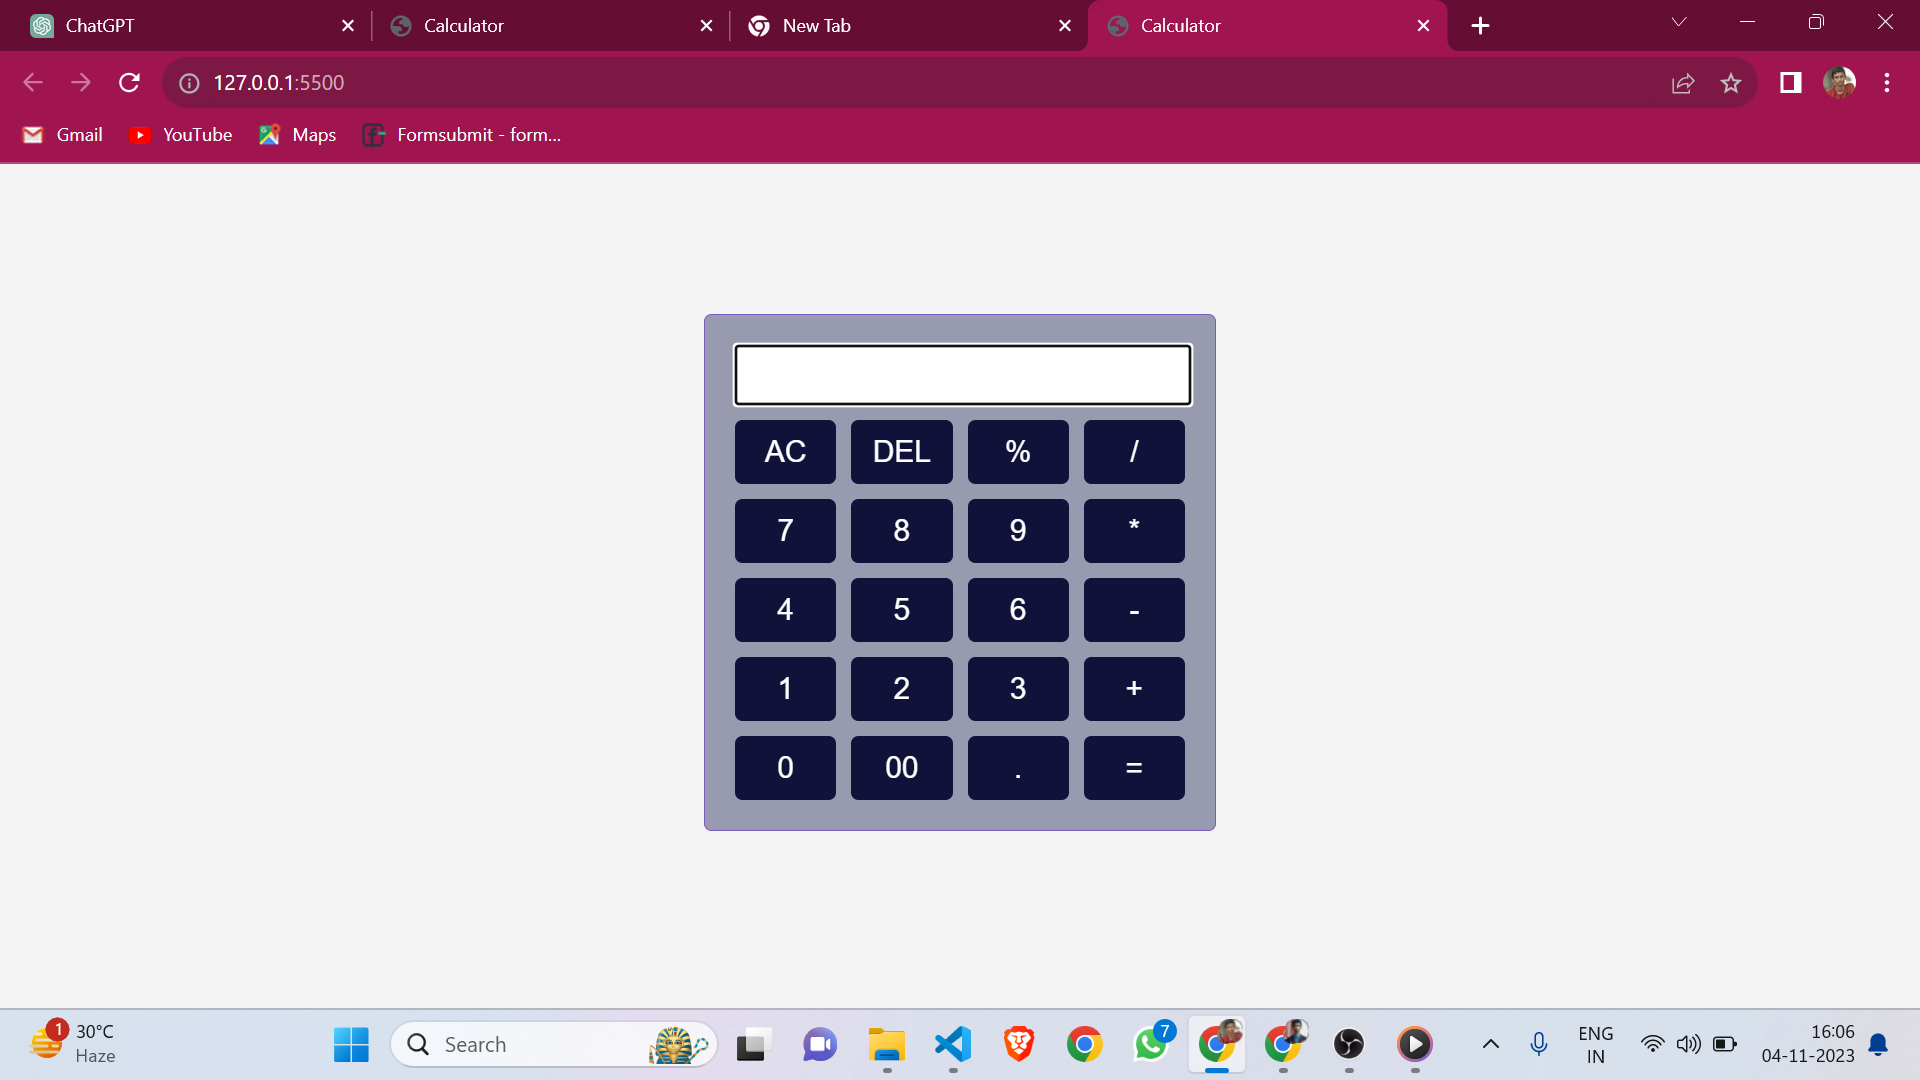 ChatGPT
Calculator
New Tab
Calculator
127.0.0.1:5500
Gmail
YouTube
Maps
Formsubmit - form...
AC DEL % /
7 8 9 *
4 5 6 -
1 2 3 +
0 00 . =
1
30°C
Haze
Search
7
ENG
IN
16:06
04-11-2023